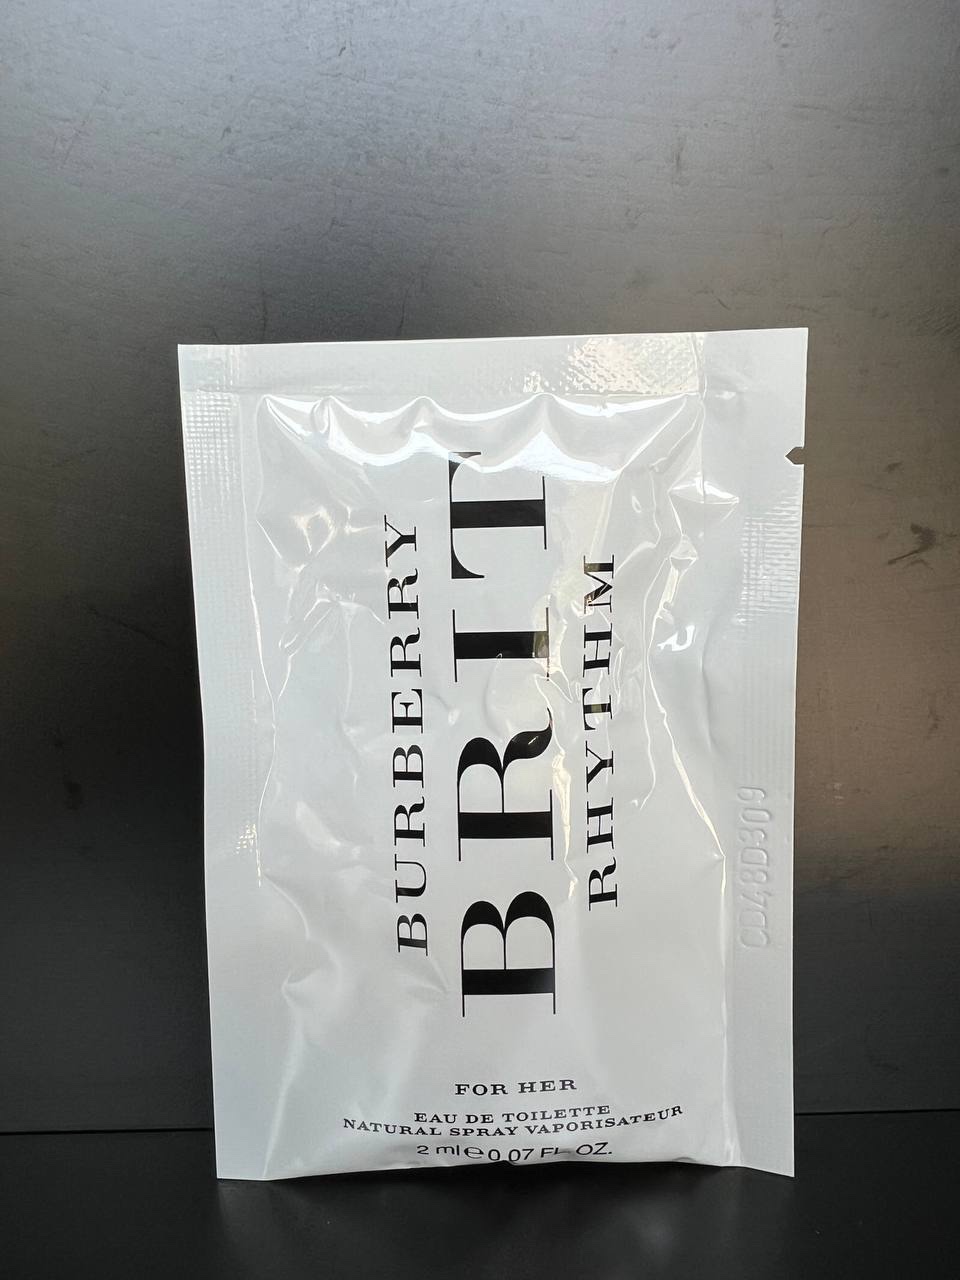 BURBERRY
BRIT
RHYTHM
FOR HER
EAU DE TOILETTE
NATURAL SPRAY VAPORISATEUR
2 ml e 0.07 FL. OZ.
CD48D309